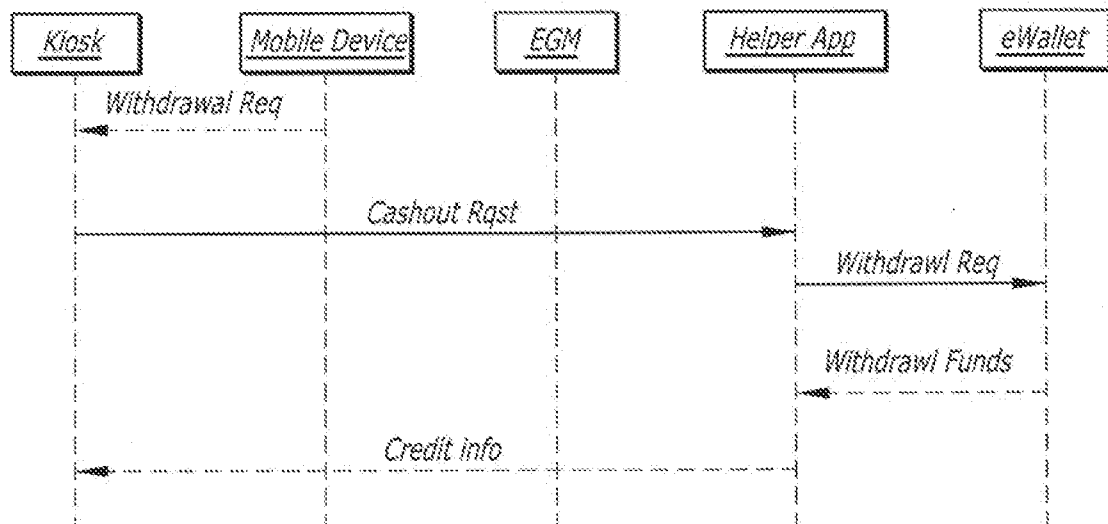 Kiosk
Mobile Device
EGM
Helper App
eWallet
Withdrawal Req
Cashout Rqst
Withdrawl Req
Withdrawl Funds
Credit info